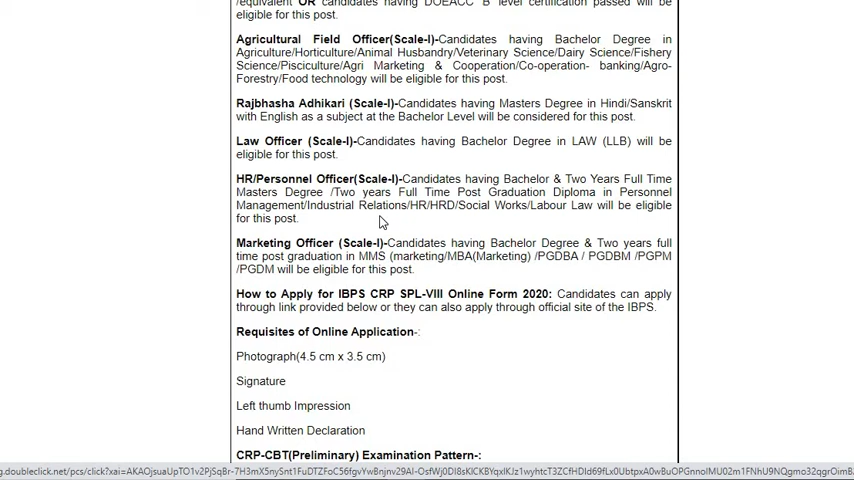 /equivalent OR candidates having DOEACC 'B' level certification passed will be
eligible for this post.
Agricultural Field Officer(Scale-I)-Candidates having Bachelor Degree in
Agriculture/Horticulture/Animal Husbandry/Veterinary Science/Dairy Science/Fishery
Science/Pisciculture/Agri Marketing & Cooperation/Co-operation- banking/Agro-
Forestry/Food technology will be eligible for this post.
Rajbhasha Adhikari (Scale-I)-Candidates having Masters Degree in Hindi/Sanskrit
with English as a subject at the Bachelor Level will be considered for this post.
Law Officer (Scale-I)-Candidates having Bachelor Degree in LAW (LLB) will be
eligible for this post.
HR/Personnel Officer(Scale-I)-Candidates having Bachelor & Two Years Full Time
Masters Degree /Two years Full Time Post Graduation Diploma in Personnel
Management/Industrial Relations/HR/HRD/Social Works/Labour Law will be eligible
for this post.
Marketing Officer (Scale-I)-Candidates having Bachelor Degree & Two years full
time post graduation in MMS (marketing/MBA(Marketing) /PGDBA / PGDBM /PGPM
/PGDM will be eligible for this post.
How to Apply for IBPS CRP SPL-VIII Online Form 2020: Candidates can apply
through link provided below or they can also apply through official site of the IBPS.
Requisites of Online Application-:
Photograph(4.5 cm x 3.5 cm)
Signature
Left thumb Impression
Hand Written Declaration
CRP-CBT(Preliminary) Examination Pattern-: